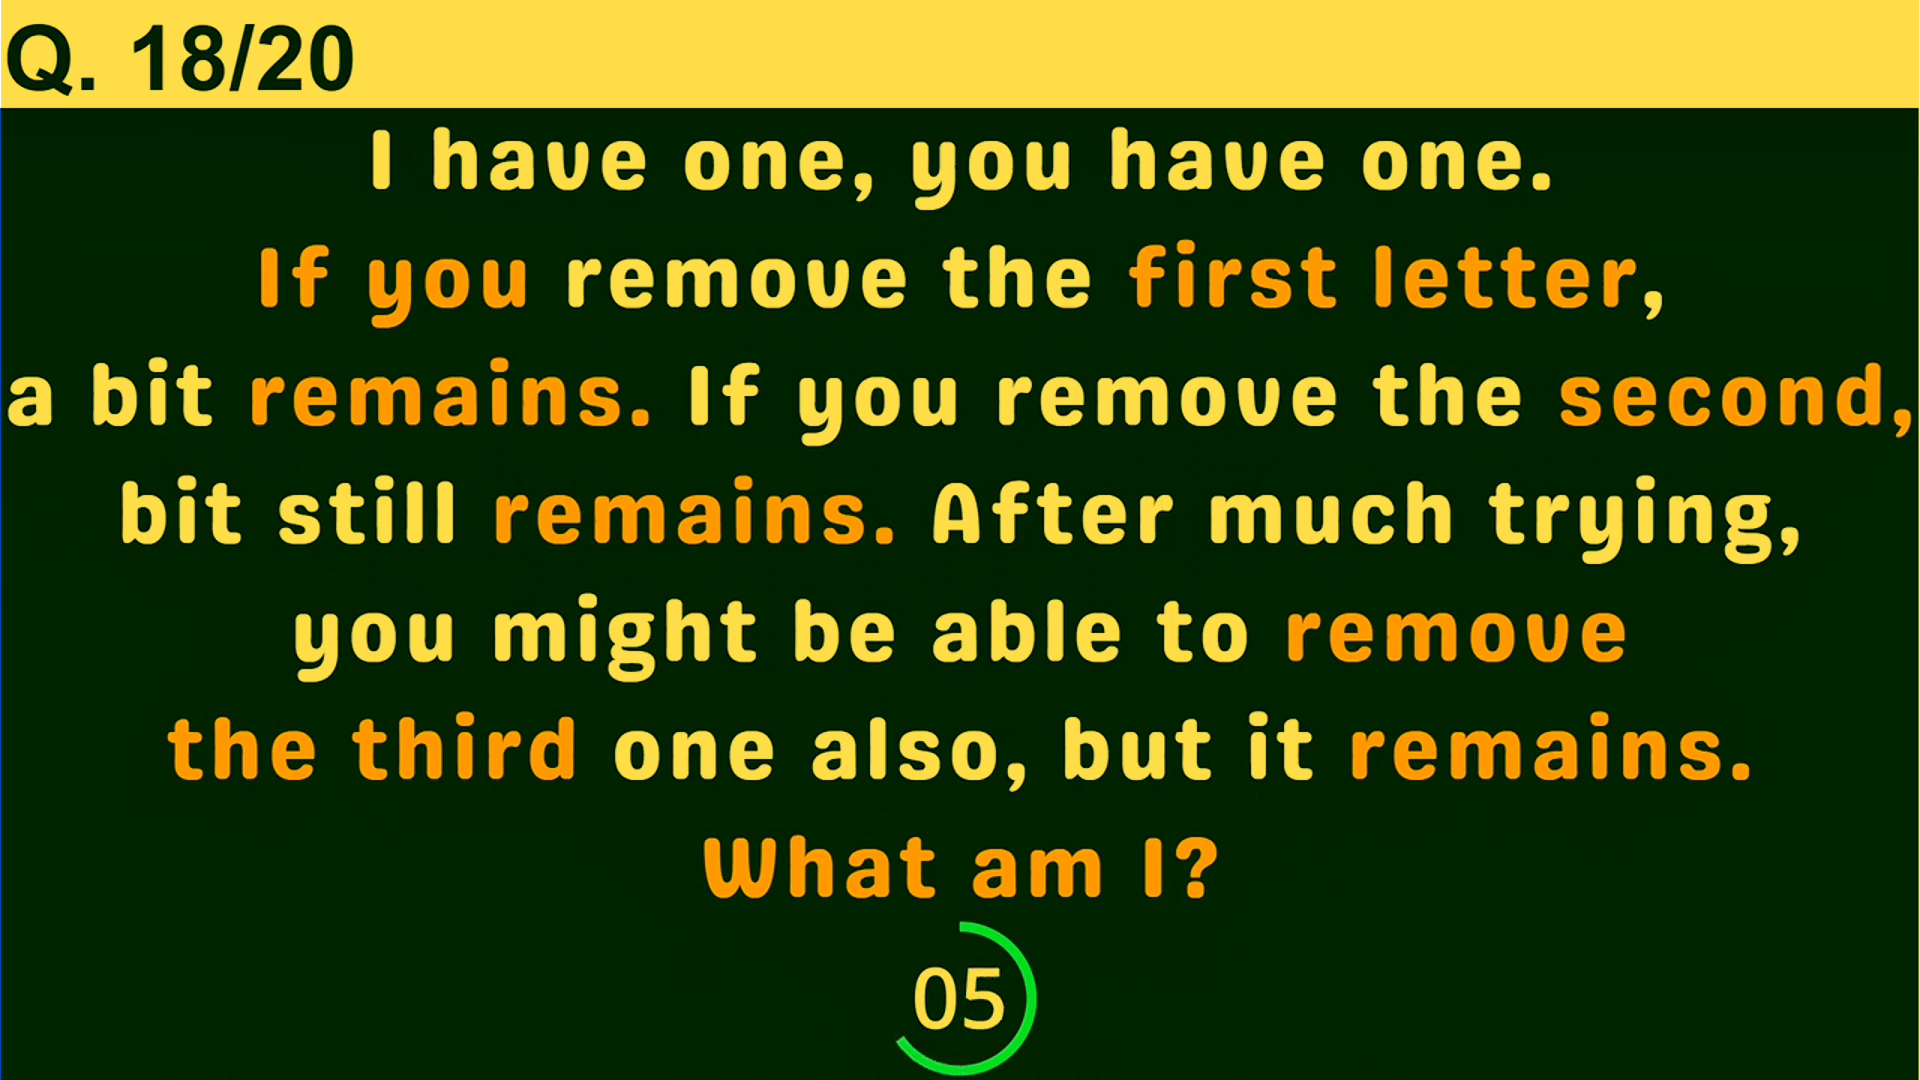 Q. 18/20
I have one, you have one.
If you remove the first letter,
a bit remains. If you remove the second,
bit still remains. After much trying,
you might be able to remove
the third one also, but it remains.
What am I?
05